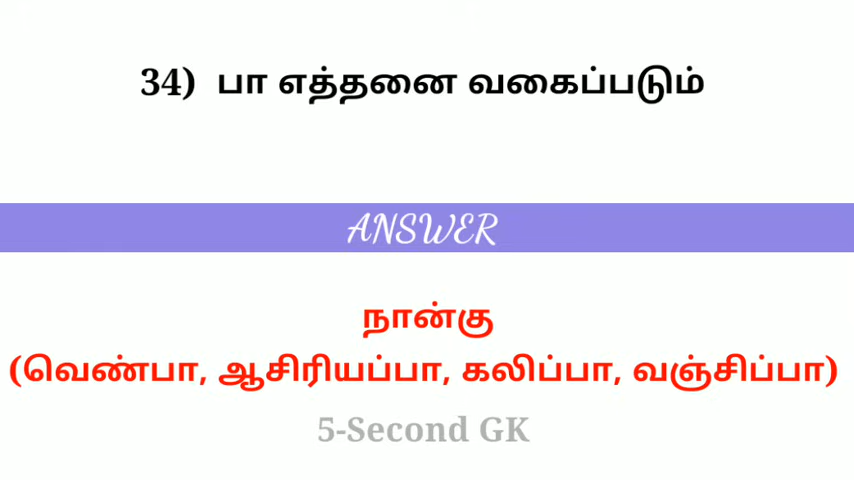 34) பா எத்தனை வகைப்படும்
ANSWER
நான்கு
(வெண்பா, ஆசிரியப்பா, கலிப்பா, வஞ்சிப்பா)
5-Second GK